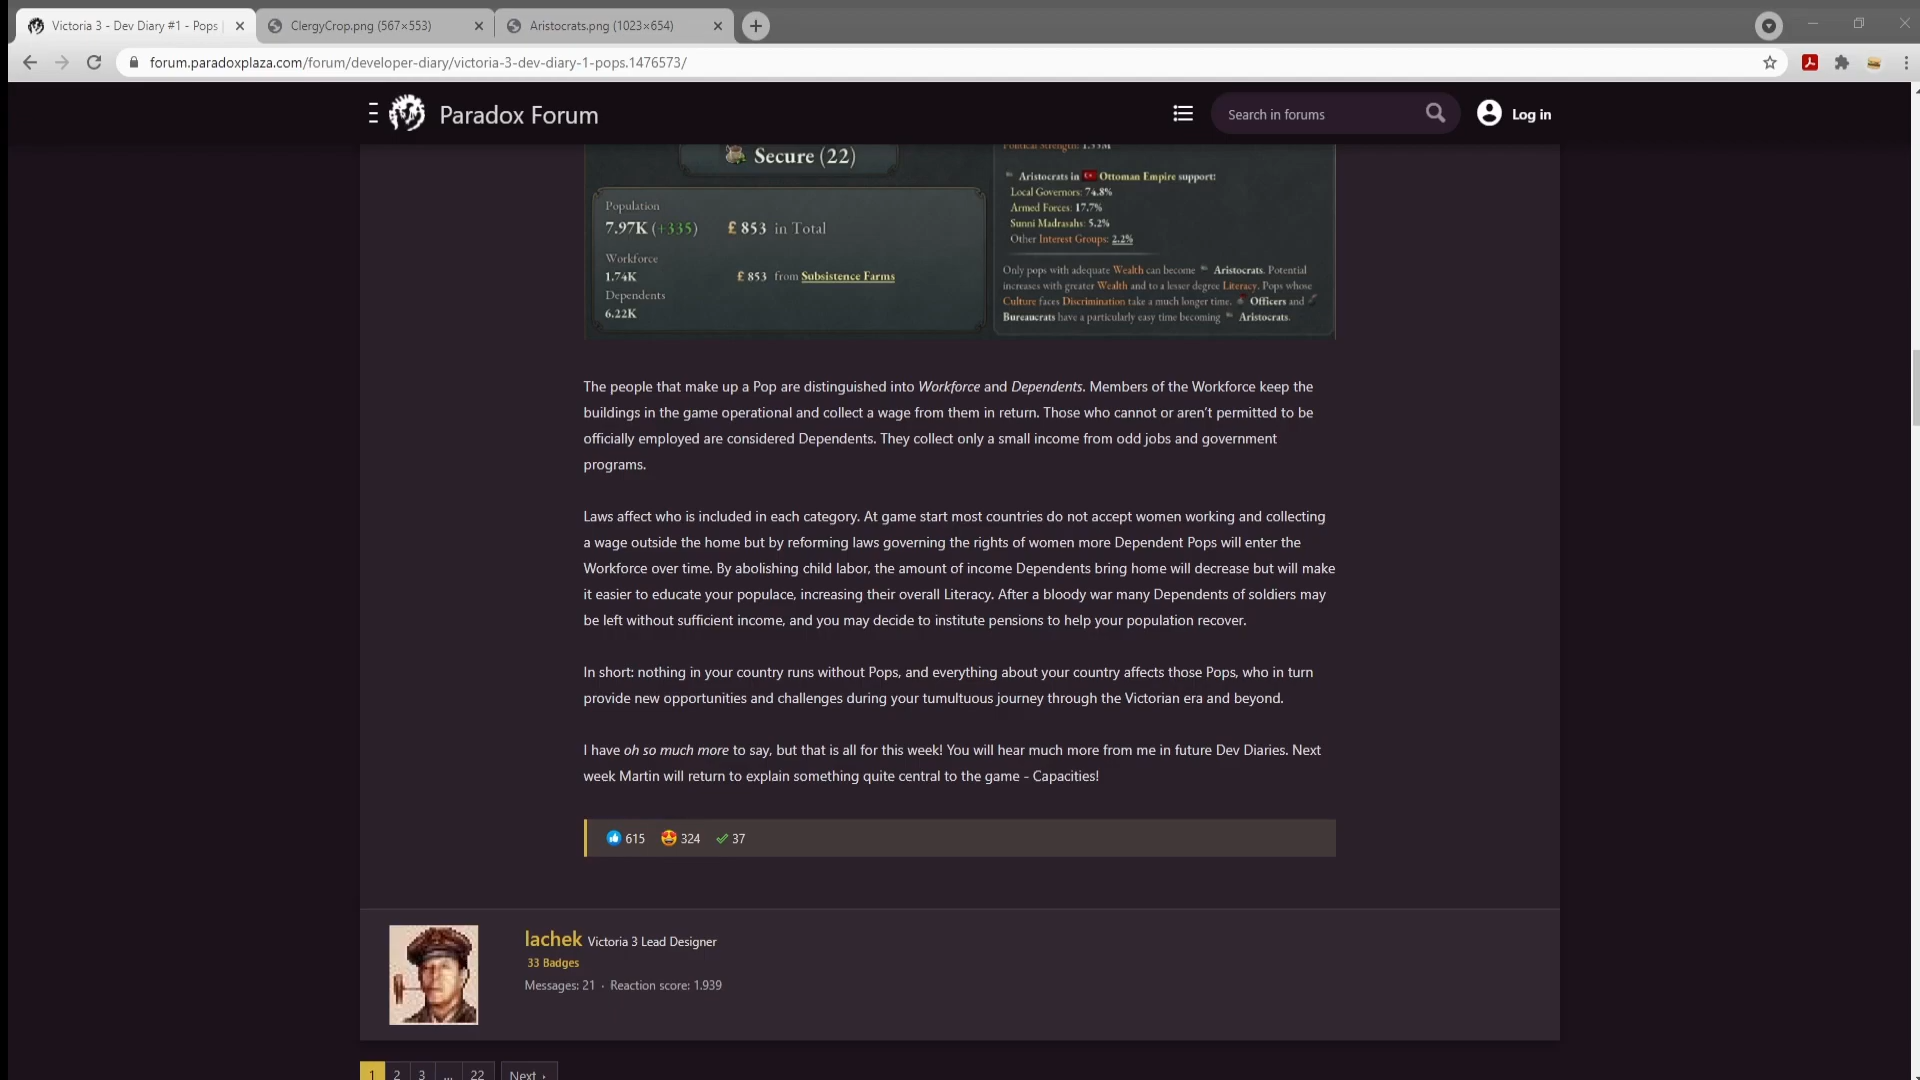 Victoria 3 - Dev Diary #1 - Pops
ClergyCrop.png (567×553)
Aristocrats.png (1023×654)
forum.paradoxplaza.com/forum/developer-diary/victoria-3-dev-diary-1-pops.1476573/
Paradox Forum
Search in forums
Log in
Secure (22)
Population
7.97K (+335)
£ 853 in Total
Workforce
1.74K
£ 853 from Subsistence Farms
Dependents
6.22K
Political Strength: 1.55M
Aristocrats in Ottoman Empire support:
Local Governors: 74.8%
Armed Forces: 17.7%
Sunni Madrasahs: 5.2%
Other Interest Groups: 2.2%
Only pops with adequate Wealth can become Aristocrats. Potential
increases with greater Wealth and to a lesser degree Literacy. Pops whose
Culture faces Discrimination take a much longer time. Officers and
Bureaucrats have a particularly easy time becoming Aristocrats.
The people that make up a Pop are distinguished into Workforce and Dependents. Members of the Workforce keep the
buildings in the game operational and collect a wage from them in return. Those who cannot or aren't permitted to be
officially employed are considered Dependents. They collect only a small income from odd jobs and government
programs.
Laws affect who is included in each category. At game start most countries do not accept women working and collecting
a wage outside the home but by reforming laws governing the rights of women more Dependent Pops will enter the
Workforce over time. By abolishing child labor, the amount of income Dependents bring home will decrease but will make
it easier to educate your populace, increasing their overall Literacy. After a bloody war many Dependents of soldiers may
be left without sufficient income, and you may decide to institute pensions to help your population recover.
In short: nothing in your country runs without Pops, and everything about your country affects those Pops, who in turn
provide new opportunities and challenges during your tumultuous journey through the Victorian era and beyond.
I have oh so much more to say, but that is all for this week! You will hear much more from me in future Dev Diaries. Next
week Martin will return to explain something quite central to the game - Capacities!
615 324 37
lachek Victoria 3 Lead Designer
33 Badges
Messages: 21 · Reaction score: 1.939
1 2 3 ... 22 Next